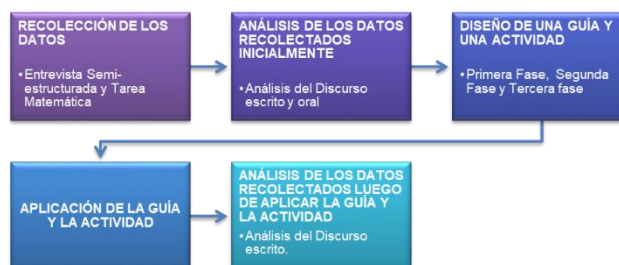 RECOLECCIÓN DE LOS
DATOS
•Entrevista Semi-
estructurada y Tarea
Matemática
ANÁLISIS DE LOS DATOS
RECOLECTADOS
INICIALMENTE
•Análisis del Discurso
escrito y oral
DISEÑO DE UNA GUÍA Y
UNA ACTIVIDAD
•Primera Fase, Segunda
Fase y Tercera fase
APLICACIÓN DE LA GUÍA
Y LA ACTIVIDAD
ANÁLISIS DE LOS DATOS
RECOLECTADOS LUEGO
DE APLICAR LA GUÍA Y
LA ACTIVIDAD
•Análisis del Discurso
escrito.